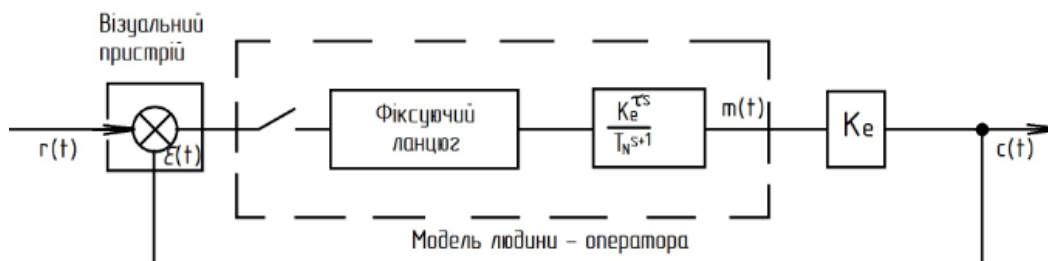 Візуальний
пристрій
r(t)
Ɛ(t)
Фіксуючий
ланцюг
Ke^τs
T_N s+1
m(t)
Ke
c(t)
Модель людини – оператора